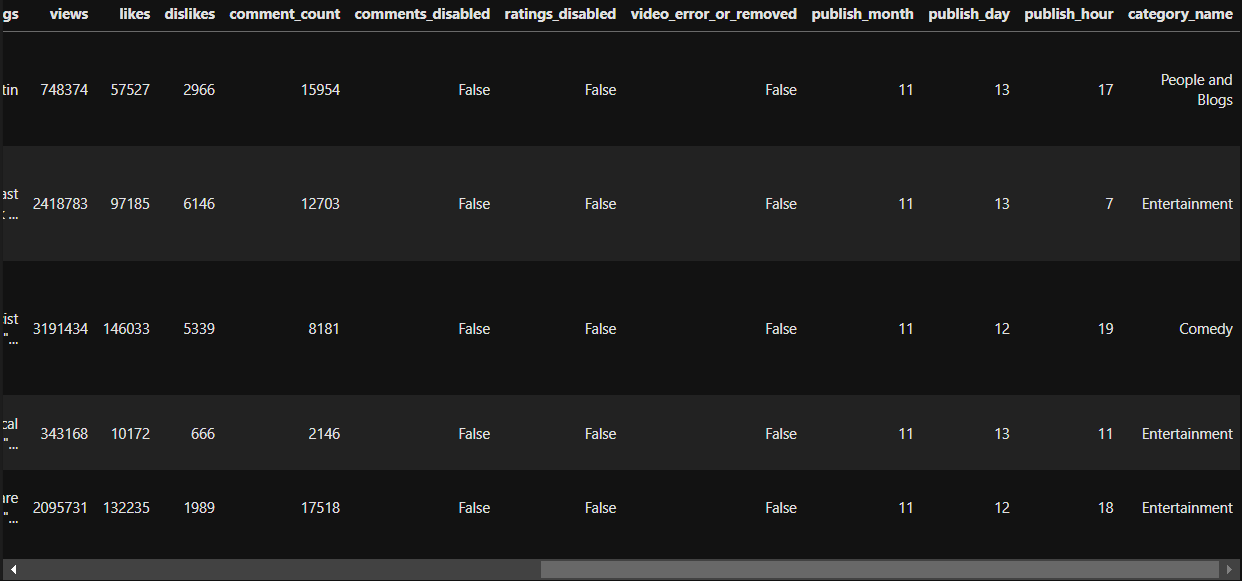 gs views likes dislikes comment_count comments_disabled ratings_disabled video_error_or_removed publish_month publish_day publish_hour category_name
tin 748374 57527 2966 15954 False False False 11 13 17 People and
Blogs
ast
... 2418783 97185 6146 12703 False False False 11 13 7 Entertainment
ist
"... 3191434 146033 5339 8181 False False False 11 12 19 Comedy
cal
"... 343168 10172 666 2146 False False False 11 13 11 Entertainment
are
"... 2095731 132235 1989 17518 False False False 11 12 18 Entertainment